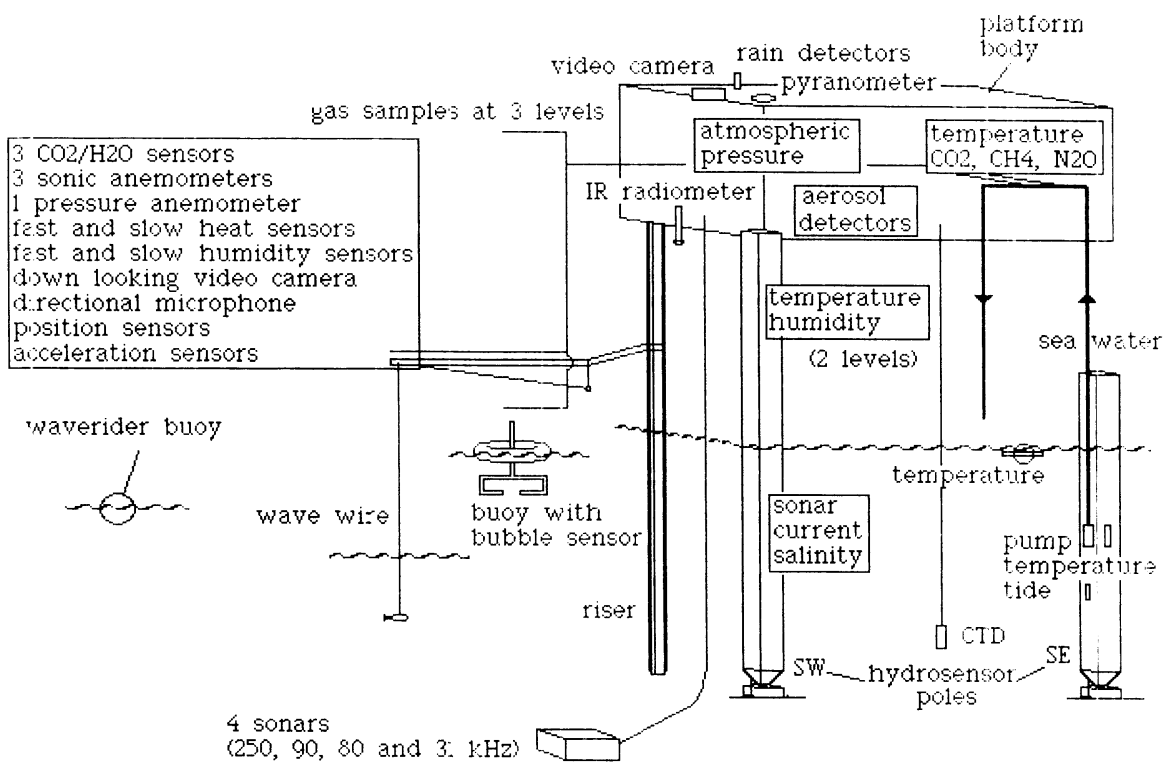 platform
body
rain detectors
video camera
pyranometer
gas samples at 3 levels
atmospheric
pressure
temperature
CO2, CH4, N2O
3 CO2/H2O sensors
3 sonic anemometers
1 pressure anemometer
fast and slow heat sensors
fast and slow humidity sensors
down looking video camera
directional microphone
position sensors
acceleration sensors
IR radiometer
aerosol
detectors
temperature
humidity
(2 levels)
sea water
waverider buoy
temperature
wave wire
buoy with
bubble sensor
sonar
current
salinity
pump
temperature
tide
riser
CTD
SW
hydrosensor
poles
SE
4 sonars
(250, 90, 80 and 31 kHz)